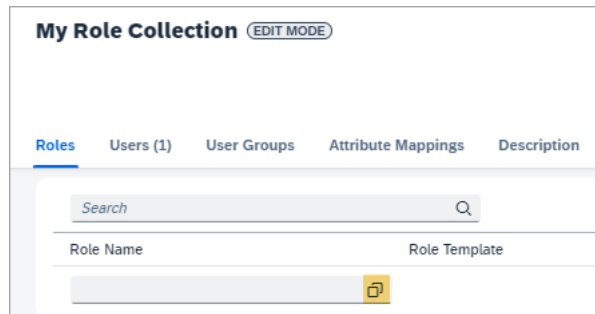 My Role Collection EDIT MODE
Roles Users (1) User Groups Attribute Mappings Description
Search
Role Name Role Template